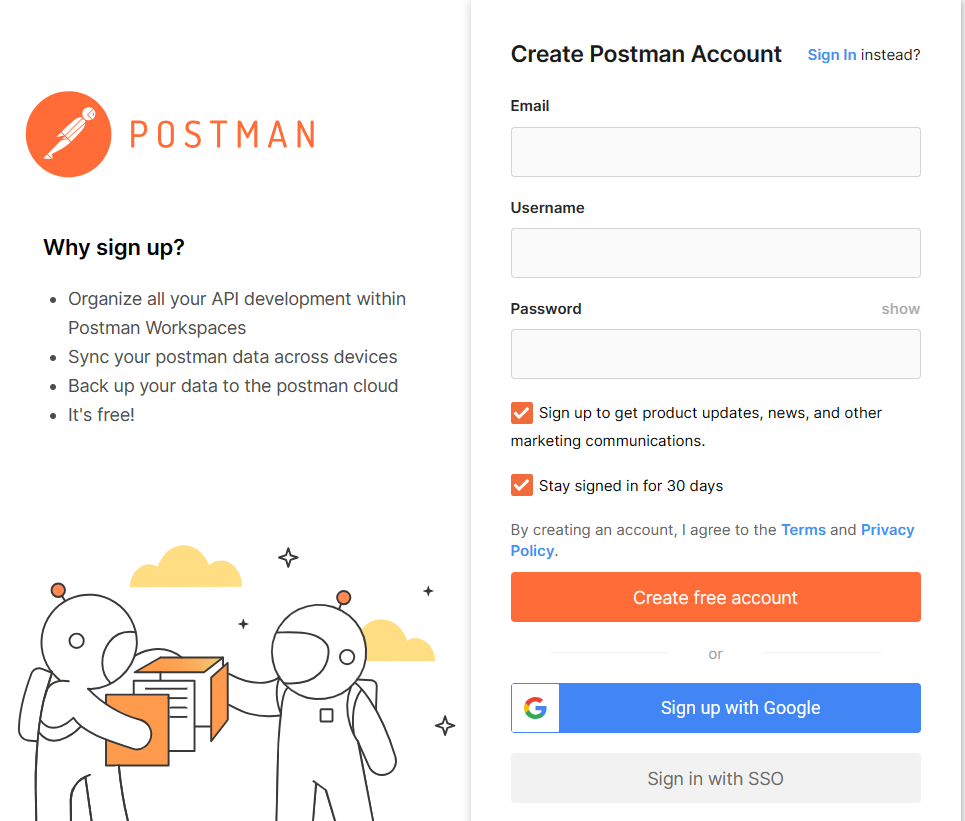 POSTMAN
Why sign up?
Organize all your API development within
Postman Workspaces
Sync your postman data across devices
Back up your data to the postman cloud
It's free!
Create Postman Account Sign In instead?
Email
Username
Password show
Sign up to get product updates, news, and other
marketing communications.
Stay signed in for 30 days
By creating an account, I agree to the Terms and Privacy
Policy.
Create free account
or
Sign up with Google
Sign in with SSO